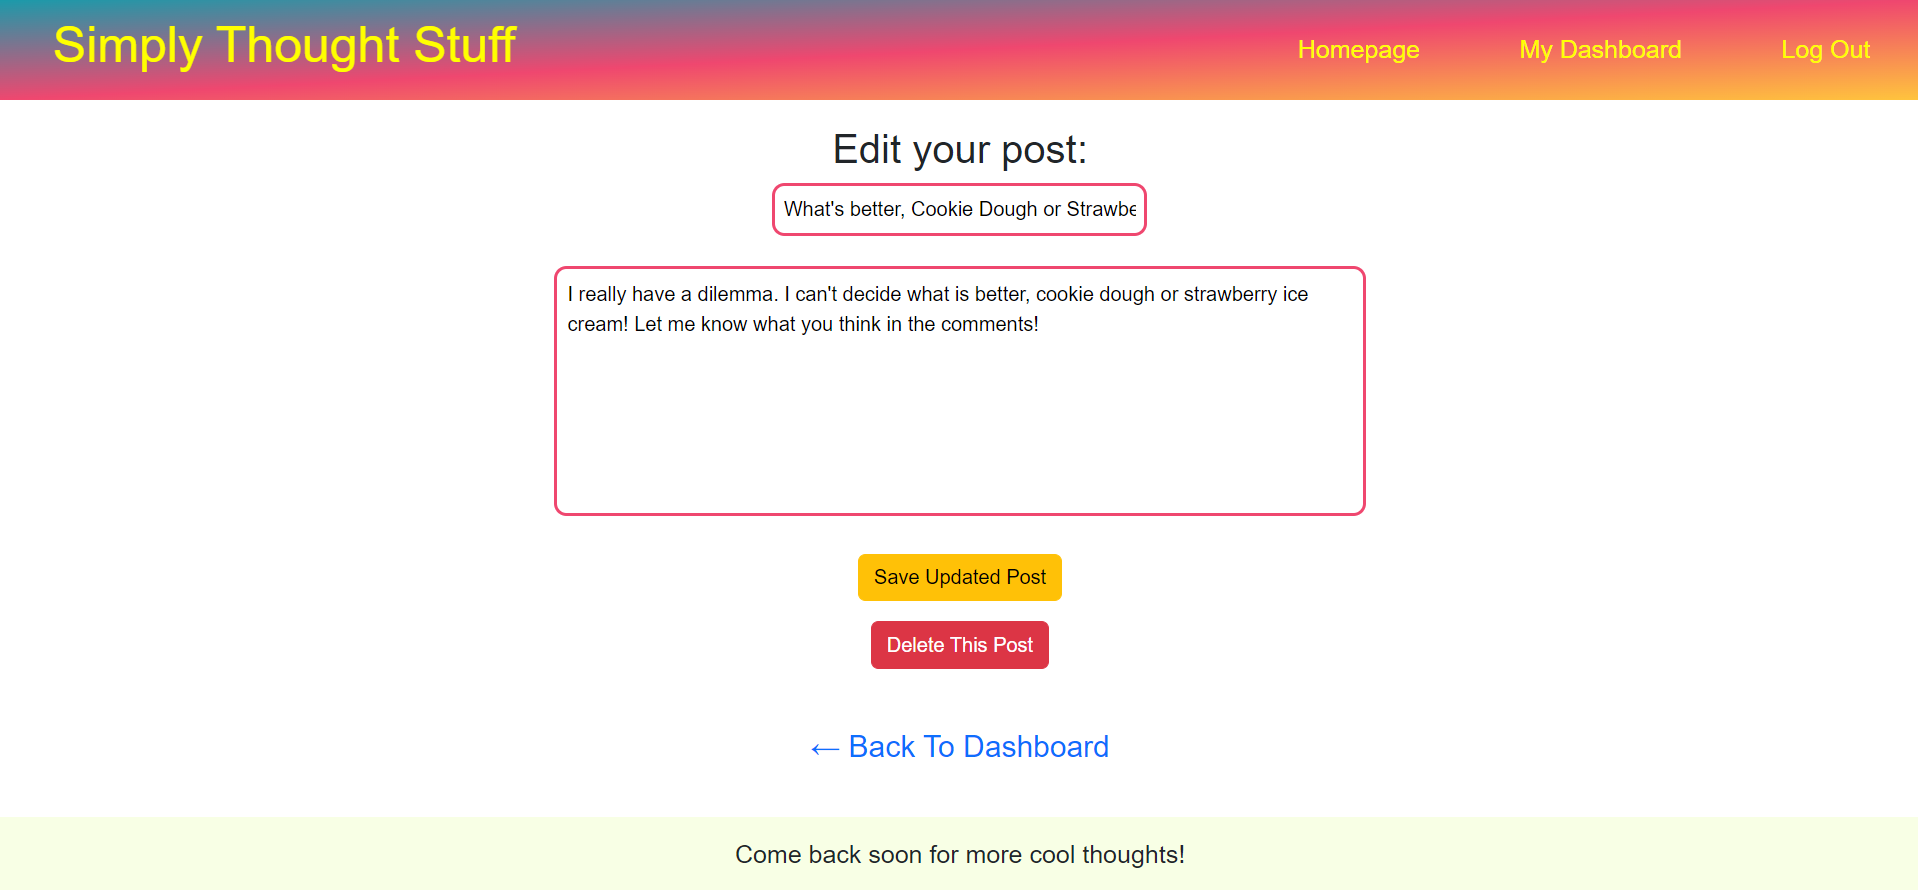 Simply Thought Stuff
Homepage
My Dashboard
Log Out
Edit your post:
What's better, Cookie Dough or Strawbe
I really have a dilemma. I can't decide what is better, cookie dough or strawberry ice
cream! Let me know what you think in the comments!
Save Updated Post
Delete This Post
← Back To Dashboard
Come back soon for more cool thoughts!